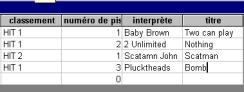 classement numéro de pis interprète titre
HIT 1 1 Baby Brown Two can play
HIT 1 2 2 Unlimited Nothing
HIT 2 1 Scatamn John Scatman
HIT 1 3 Plucktheads Bomb
0